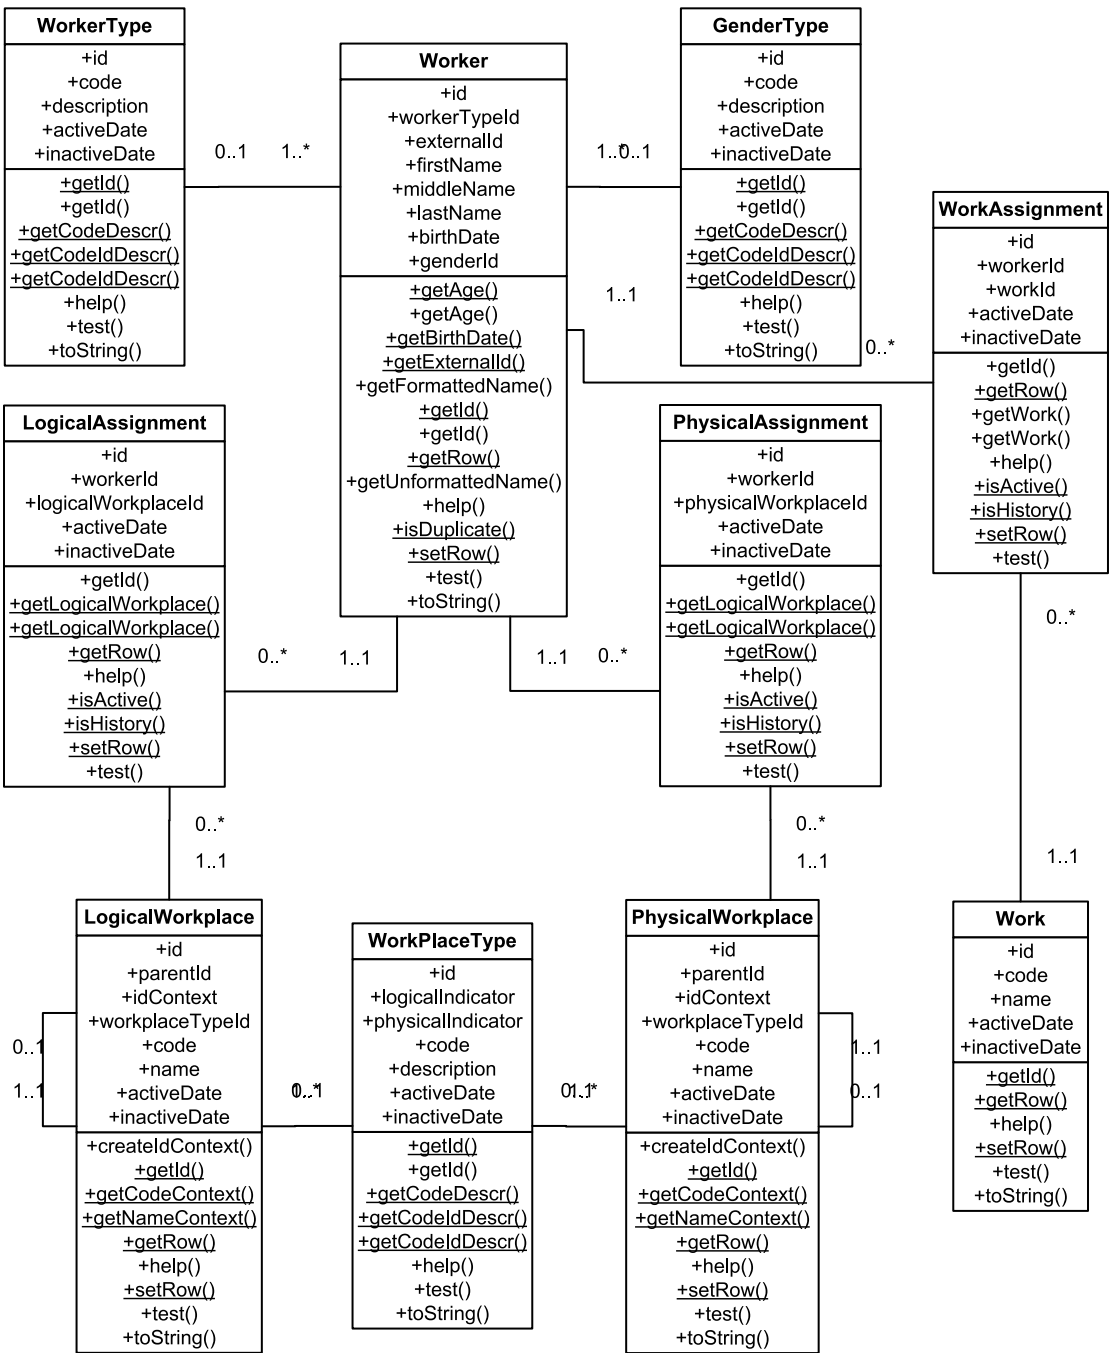 WorkerType
+id
+code
+description
+activeDate
+inactiveDate
+getId()
+getId()
+getCodeDescr()
+getCodeIdDescr()
+getCodeIdDescr()
+help()
+test()
+toString()
0..1
1..*
Worker
+id
+workerTypeId
+externalId
+firstName
+middleName
+lastName
+birthDate
+genderId
+getAge()
+getAge()
+getBirthDate()
+getExternalId()
+getFormattedName()
+getId()
+getId()
+getRow()
+getUnformattedName()
+help()
+isDuplicate()
+setRow()
+test()
+toString()
1..*
0..1
GenderType
+id
+code
+description
+activeDate
+inactiveDate
+getId()
+getId()
+getCodeDescr()
+getCodeIdDescr()
+getCodeIdDescr()
+help()
+test()
+toString()
1..1
0..*
WorkAssignment
+id
+workerId
+workId
+activeDate
+inactiveDate
+getId()
+getRow()
+getWork()
+getWork()
+help()
+isActive()
+isHistory()
+setRow()
+test()
LogicalAssignment
+id
+workerId
+logicalWorkplaceId
+activeDate
+inactiveDate
+getId()
+getLogicalWorkplace()
+getLogicalWorkplace()
+getRow()
+help()
+isActive()
+isHistory()
+setRow()
+test()
0..*
1..1
1..1
0..*
PhysicalAssignment
+id
+workerId
+physicalWorkplaceId
+activeDate
+inactiveDate
+getId()
+getLogicalWorkplace()
+getLogicalWorkplace()
+getRow()
+help()
+isActive()
+isHistory()
+setRow()
+test()
0..*
1..1
0..*
1..1
0..*
1..1
LogicalWorkplace
+id
+parentId
+idContext
+workplaceTypeId
+code
+name
+activeDate
+inactiveDate
+createIdContext()
+getId()
+getCodeContext()
+getNameContext()
+getRow()
+help()
+setRow()
+test()
+toString()
0..1
1..1
WorkPlaceType
+id
+logicalIndicator
+physicalIndicator
+code
+description
+activeDate
+inactiveDate
+getId()
+getId()
+getCodeDescr()
+getCodeIdDescr()
+getCodeIdDescr()
+help()
+test()
+toString()
PhysicalWorkplace
+id
+parentId
+idContext
+workplaceTypeId
+code
+name
+activeDate
+inactiveDate
+createIdContext()
+getId()
+getCodeContext()
+getNameContext()
+getRow()
+help()
+setRow()
+test()
+toString()
1..1
0..1
Work
+id
+code
+name
+activeDate
+inactiveDate
+getId()
+getRow()
+help()
+setRow()
+test()
+toString()